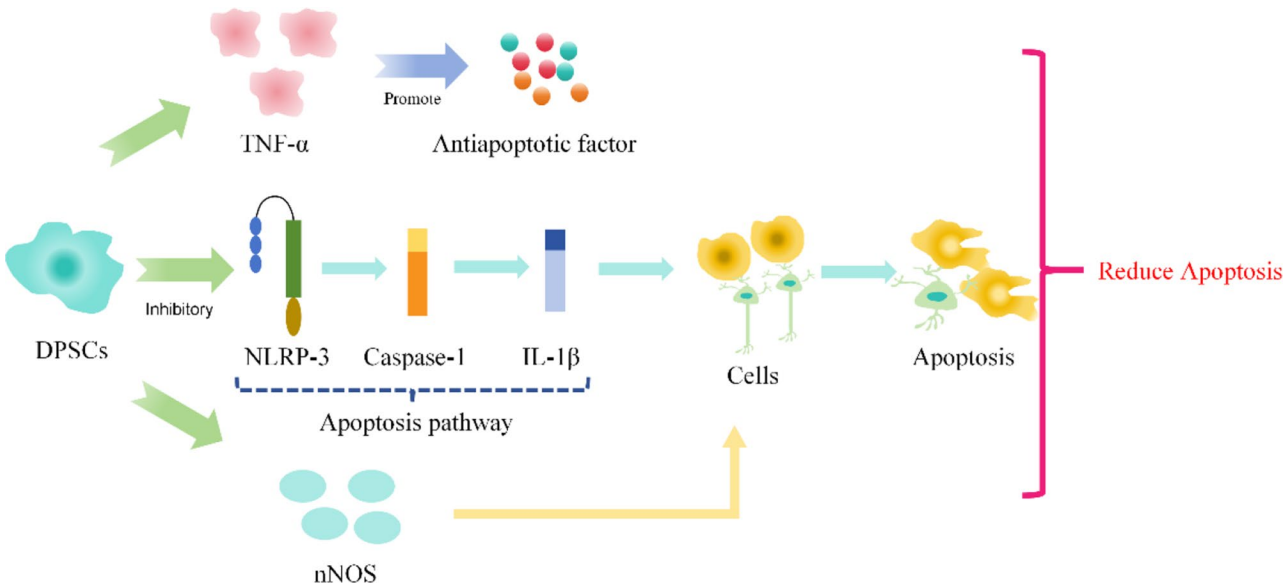 TNF-α
Promote
Antiapoptotic factor
DPSCs
Inhibitory
NLRP-3
Caspase-1
IL-1β
Apoptosis pathway
Cells
Apoptosis
Reduce Apoptosis
nNOS